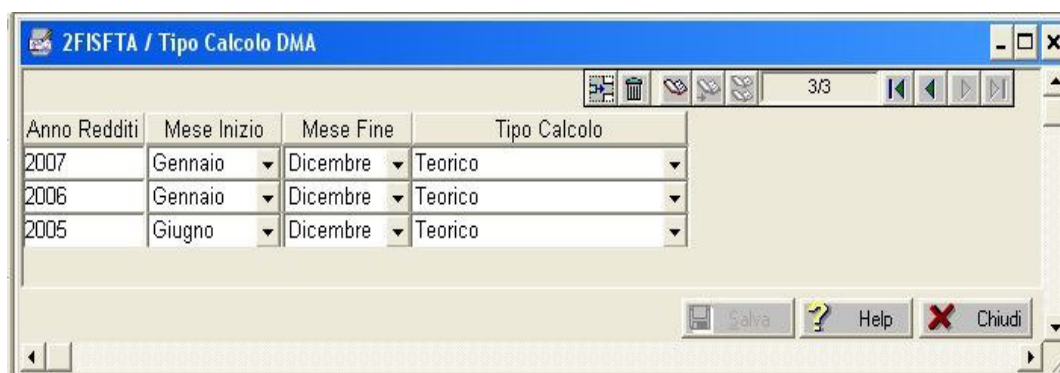 2FISFTA / Tipo Calcolo DMA
3/3
Anno Redditi Mese Inizio Mese Fine Tipo Calcolo
2007 Gennaio Dicembre Teorico
2006 Gennaio Dicembre Teorico
2005 Giugno Dicembre Teorico
Salva Help Chiudi